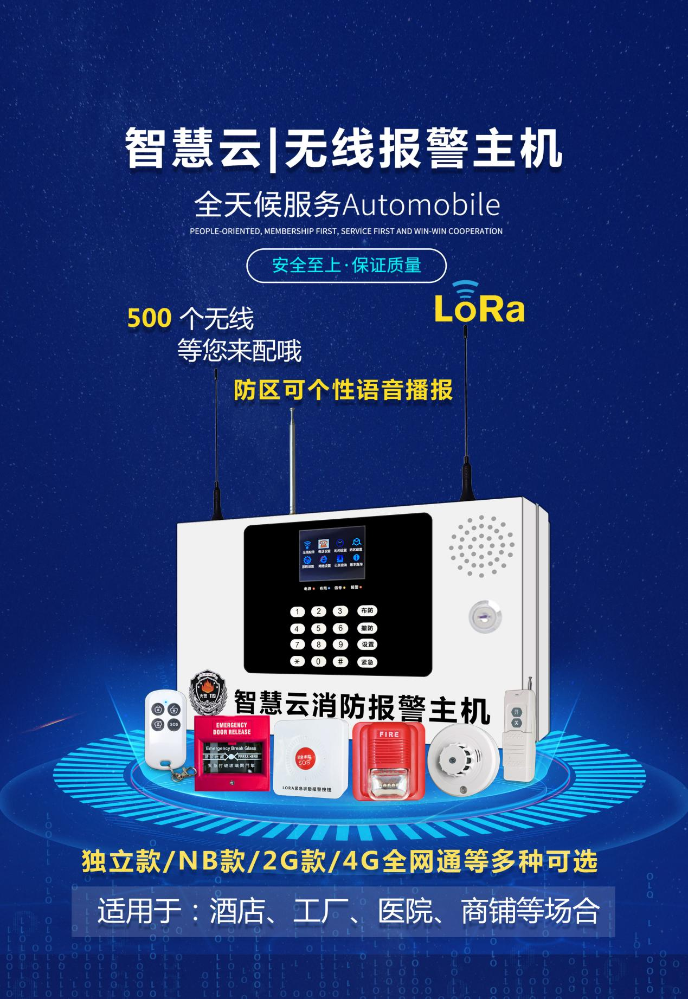 智慧云|无线报警主机
全天候服务Automobile
PEOPLE-ORIENTED, MEMBERSHIP FIRST, SERVICE FIRST AND WIN-WIN COOPERATION
安全至上·保证质量
LoRa
500 个无线
等您来配哦
防区可个性语音播报
无线配件 电话设置 时间设置 防区设置
系统设置 网络设置 记录查询 版本查询
电源 布防 信号 报警
1 2 3 布防
4 5 6 撤防
7 8 9 设置
* 0 # 紧急
火警 119
智慧云消防报警主机
SOS
EMERGENCY
DOOR RELEASE
Emergency Break Glass
請按此處 PRESS HERE
緊急打破玻璃開門掣
紧急求助
SOS
LORA紧急求助报警按钮
FIRE
开
关
独立款/NB款/2G款/4G全网通等多种可选
适用于：酒店、工厂、医院、商铺等场合